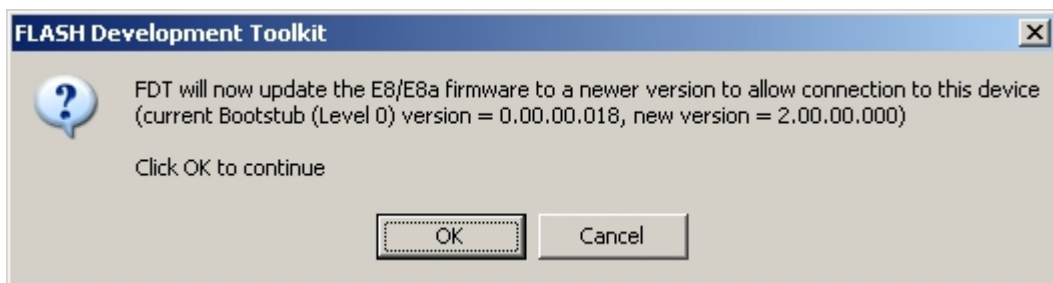 FLASH Development Toolkit
FDT will now update the E8/E8a firmware to a newer version to allow connection to this device
(current Bootstub (Level 0) version = 0.00.00.018, new version = 2.00.00.000)
Click OK to continue
OK
Cancel